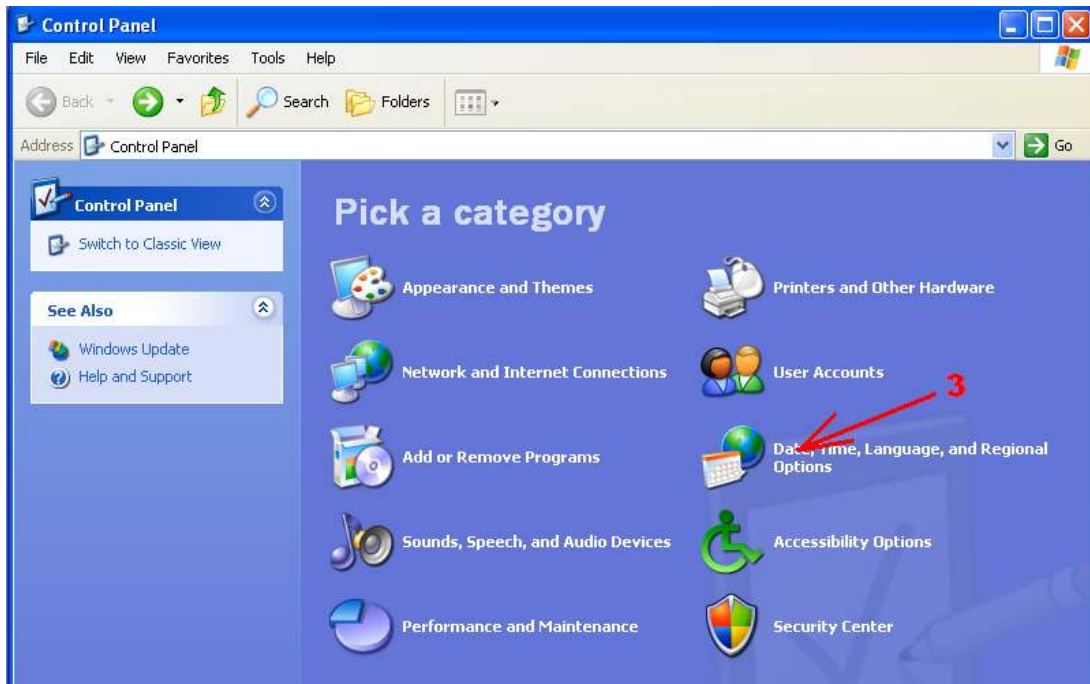 Control Panel
File Edit View Favorites Tools Help
Back Search Folders
Address Control Panel Go
Control Panel
Switch to Classic View
See Also
Windows Update
Help and Support
Pick a category
Appearance and Themes
Printers and Other Hardware
Network and Internet Connections
User Accounts
3
Add or Remove Programs
Date, Time, Language, and Regional
Options
Sounds, Speech, and Audio Devices
Accessibility Options
Performance and Maintenance
Security Center